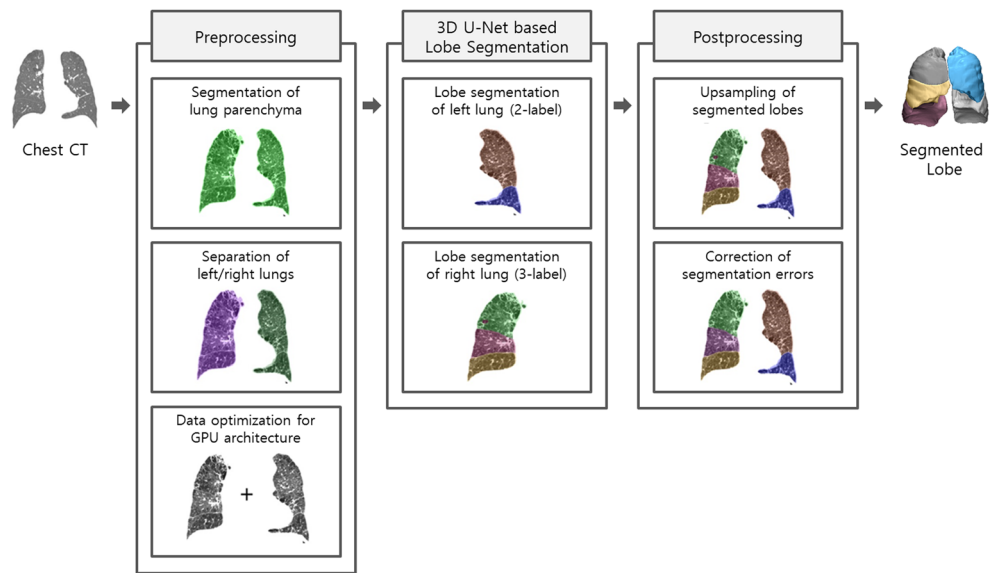 Chest CT
Preprocessing
Segmentation of
lung parenchyma
Separation of
left/right lungs
Data optimization for
GPU architecture
+
3D U-Net based
Lobe Segmentation
Lobe segmentation
of left lung (2-label)
Lobe segmentation
of right lung (3-label)
Postprocessing
Upsampling of
segmented lobes
Correction of
segmentation errors
Segmented
Lobe